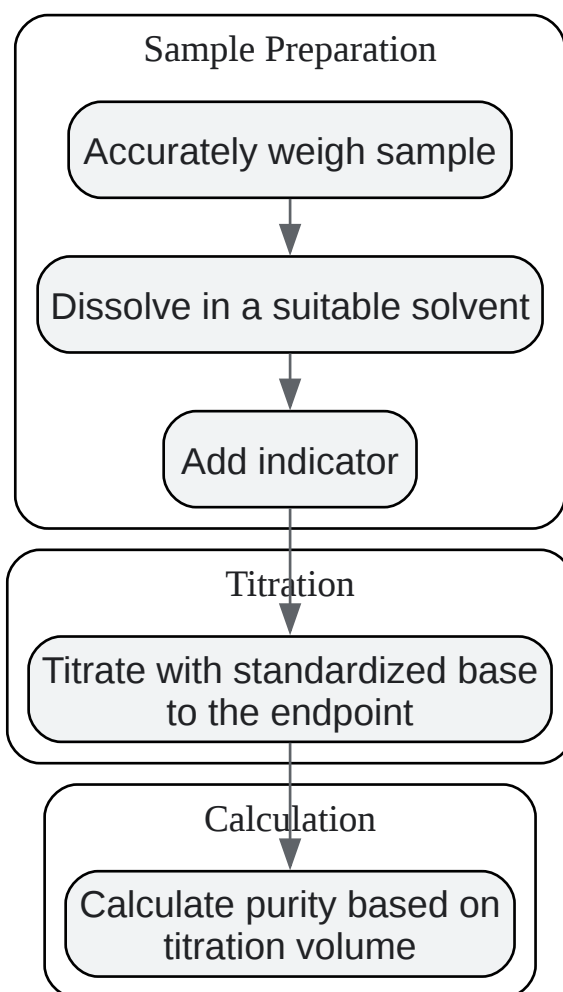 Sample Preparation
Accurately weigh sample
Dissolve in a suitable solvent
Add indicator
Titration
Titrate with standardized base
to the endpoint
Calculation
Calculate purity based on
titration volume